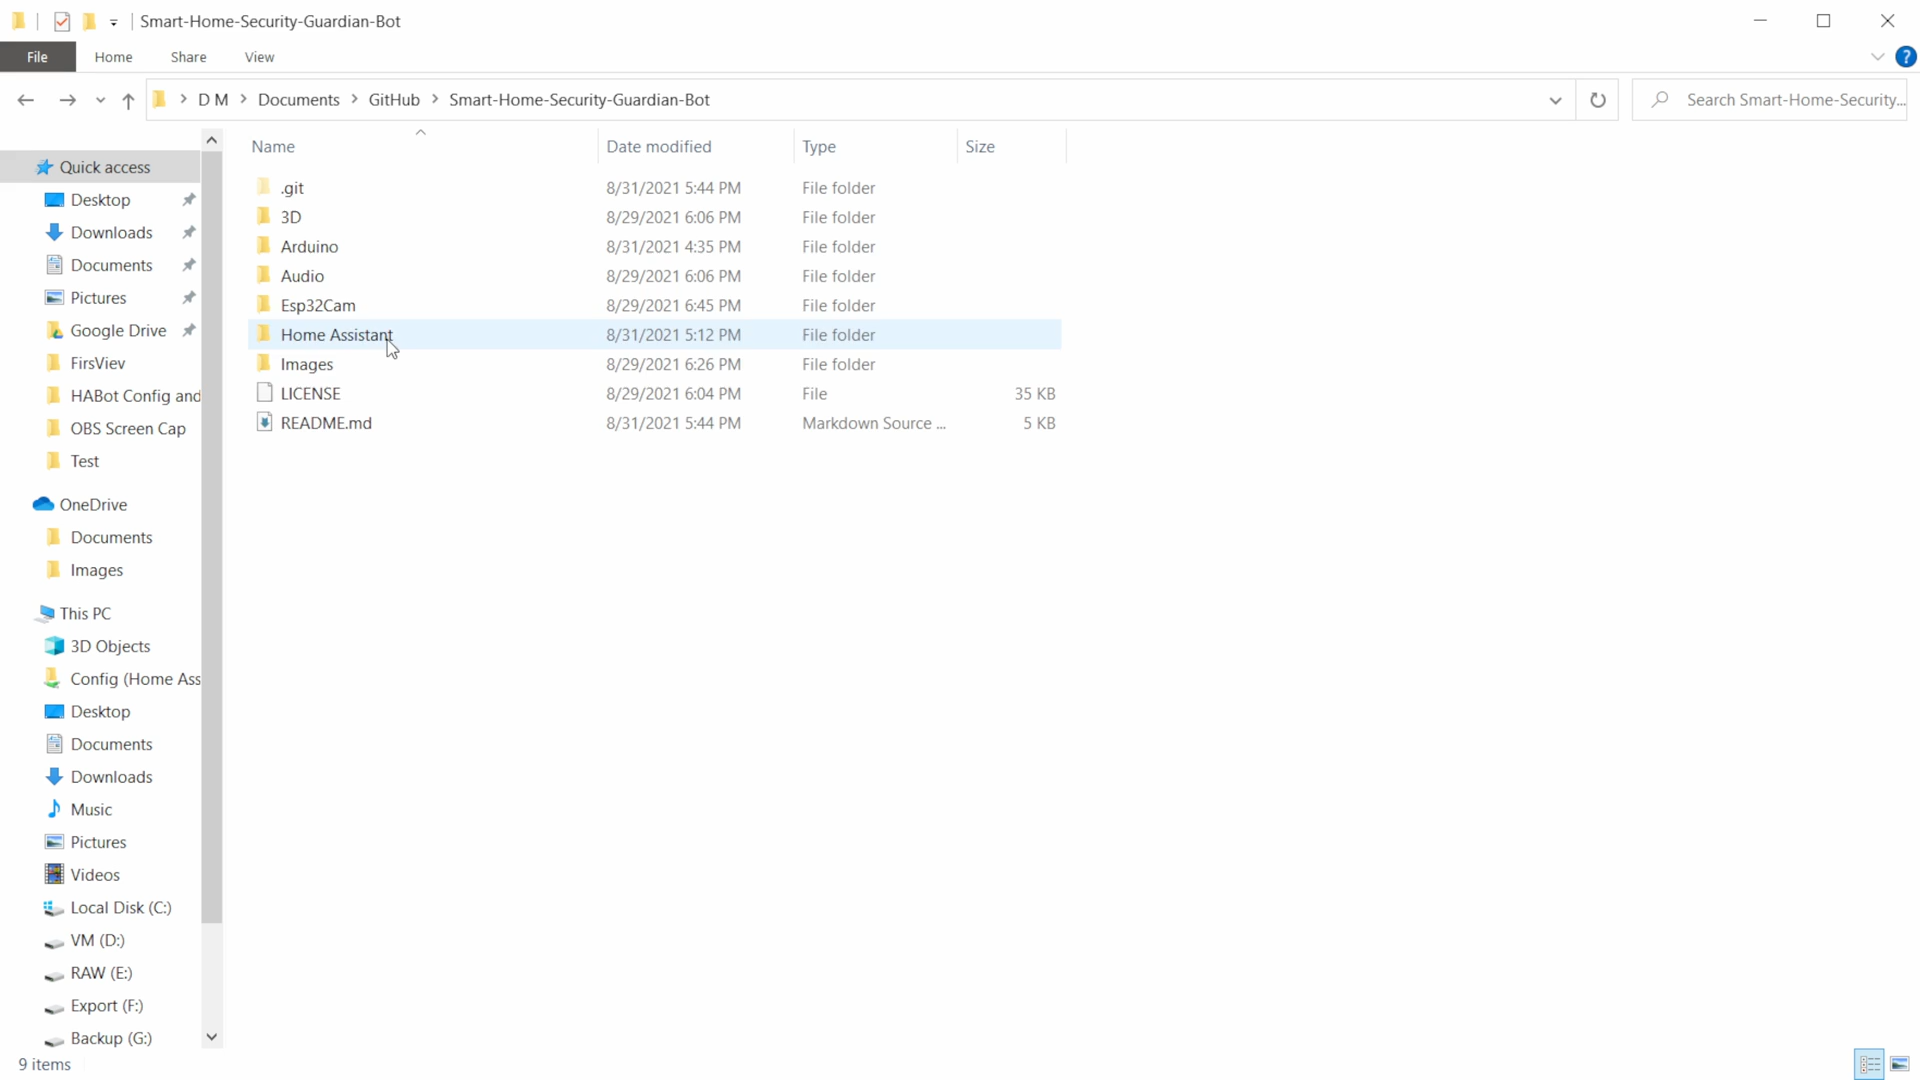 Smart-Home-Security-Guardian-Bot
File Home Share View
D M > Documents > GitHub > Smart-Home-Security-Guardian-Bot
Search Smart-Home-Security...
Name Date modified Type Size
Quick access
Desktop
Downloads
Documents
Pictures
Google Drive
FirsViev
HABot Config and
OBS Screen Cap
Test
OneDrive
Documents
Images
This PC
3D Objects
Config (Home Ass
Desktop
Documents
Downloads
Music
Pictures
Videos
Local Disk (C:)
VM (D:)
RAW (E:)
Export (F:)
Backup (G:)
.git 8/31/2021 5:44 PM File folder
3D 8/29/2021 6:06 PM File folder
Arduino 8/31/2021 4:35 PM File folder
Audio 8/29/2021 6:06 PM File folder
Esp32Cam 8/29/2021 6:45 PM File folder
Home Assistant 8/31/2021 5:12 PM File folder
Images 8/29/2021 6:26 PM File folder
LICENSE 8/29/2021 6:04 PM File 35 KB
README.md 8/31/2021 5:44 PM Markdown Source ... 5 KB
9 items